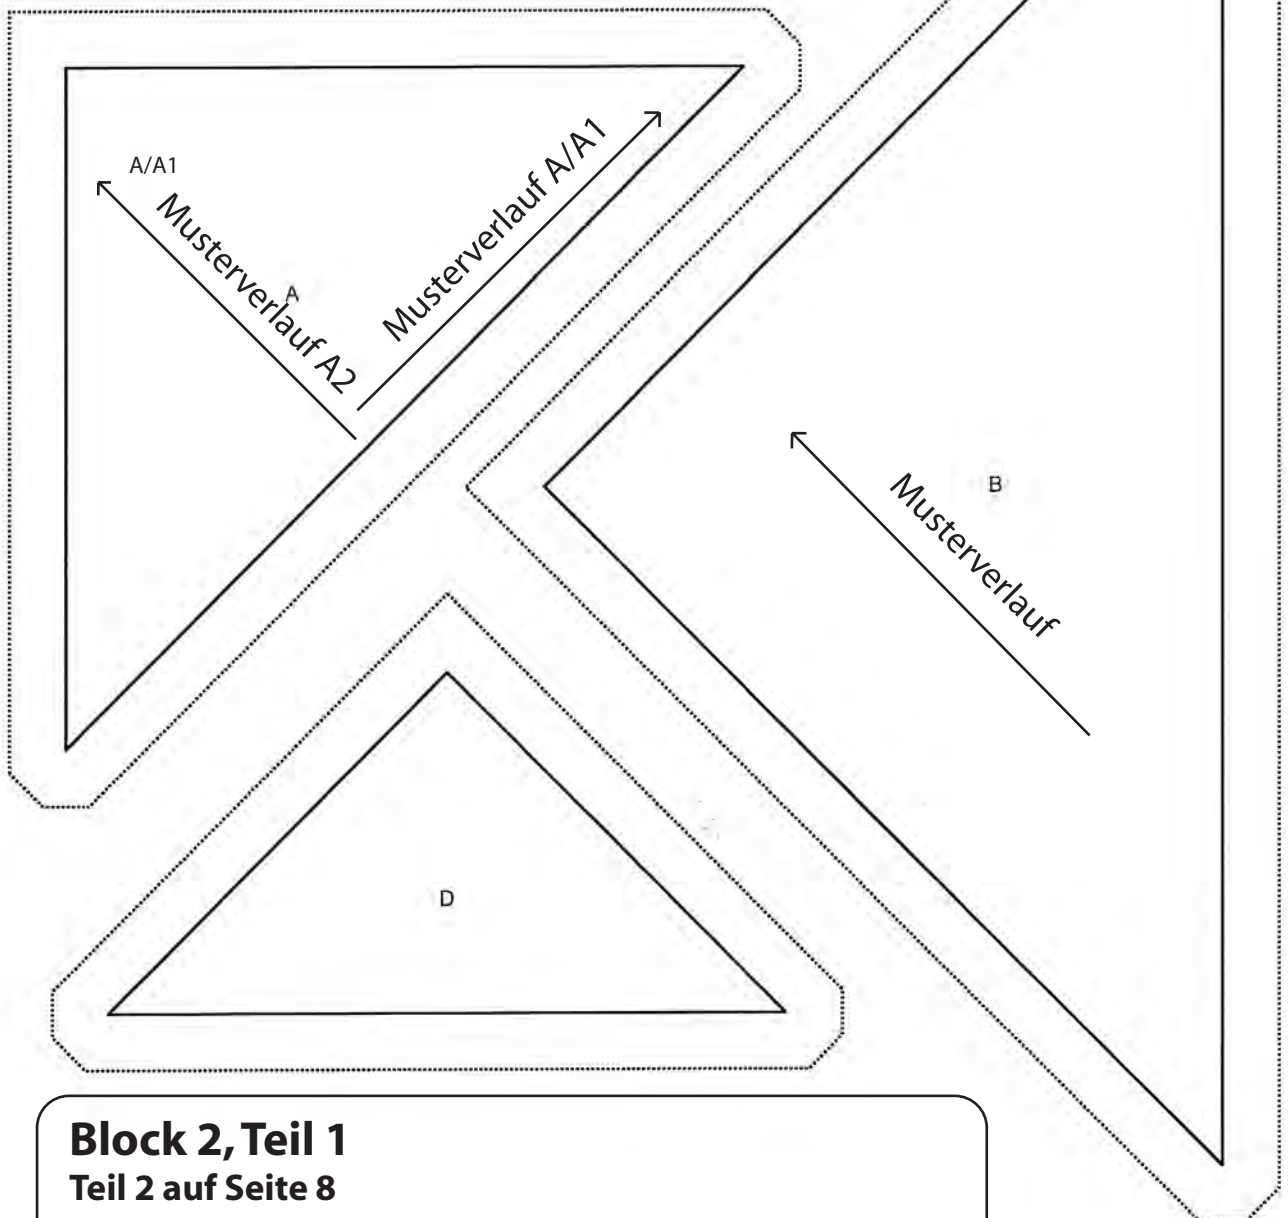 A/A1
Musterverlauf A2
A
Musterverlauf A/A1
B
Musterverlauf
D
Block 2, Teil 1
Teil 2 auf Seite 8